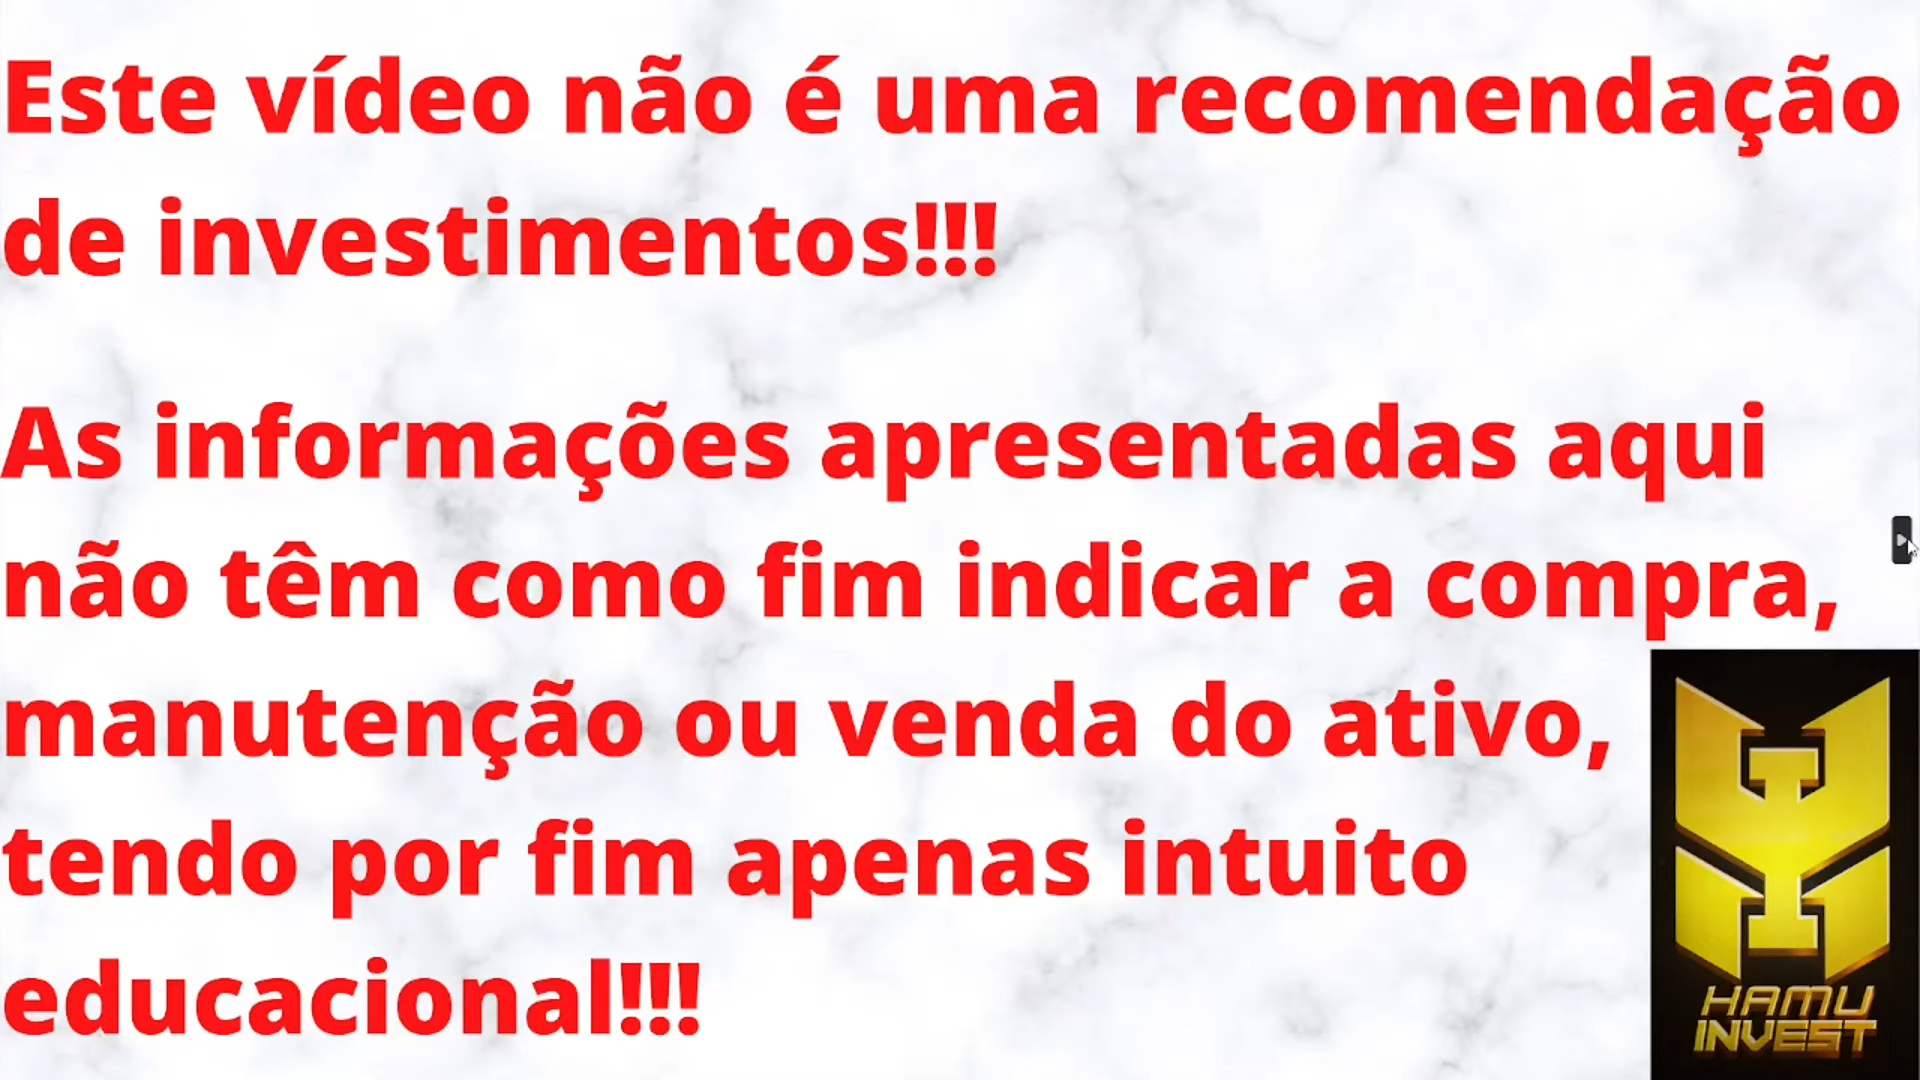 Este vídeo não é uma recomendação
de investimentos!!!
As informações apresentadas aqui
não têm como fim indicar a compra,
manutenção ou venda do ativo,
tendo por fim apenas intuito
educacional!!!
HAMU
INVEST